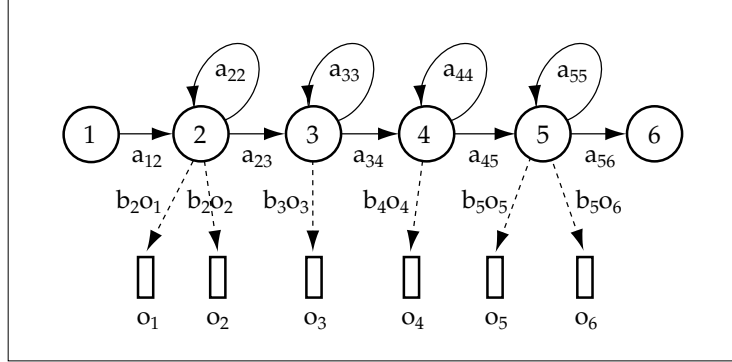 a₂₂ a₃₃ a₄₄ a₅₅
1 2 3 4 5 6
a₁₂ a₂₃ a₃₄ a₄₅ a₅₆
b₂o₁ b₂o₂ b₃o₃ b₄o₄ b₅o₅ b₅o₆
o₁ o₂ o₃ o₄ o₅ o₆